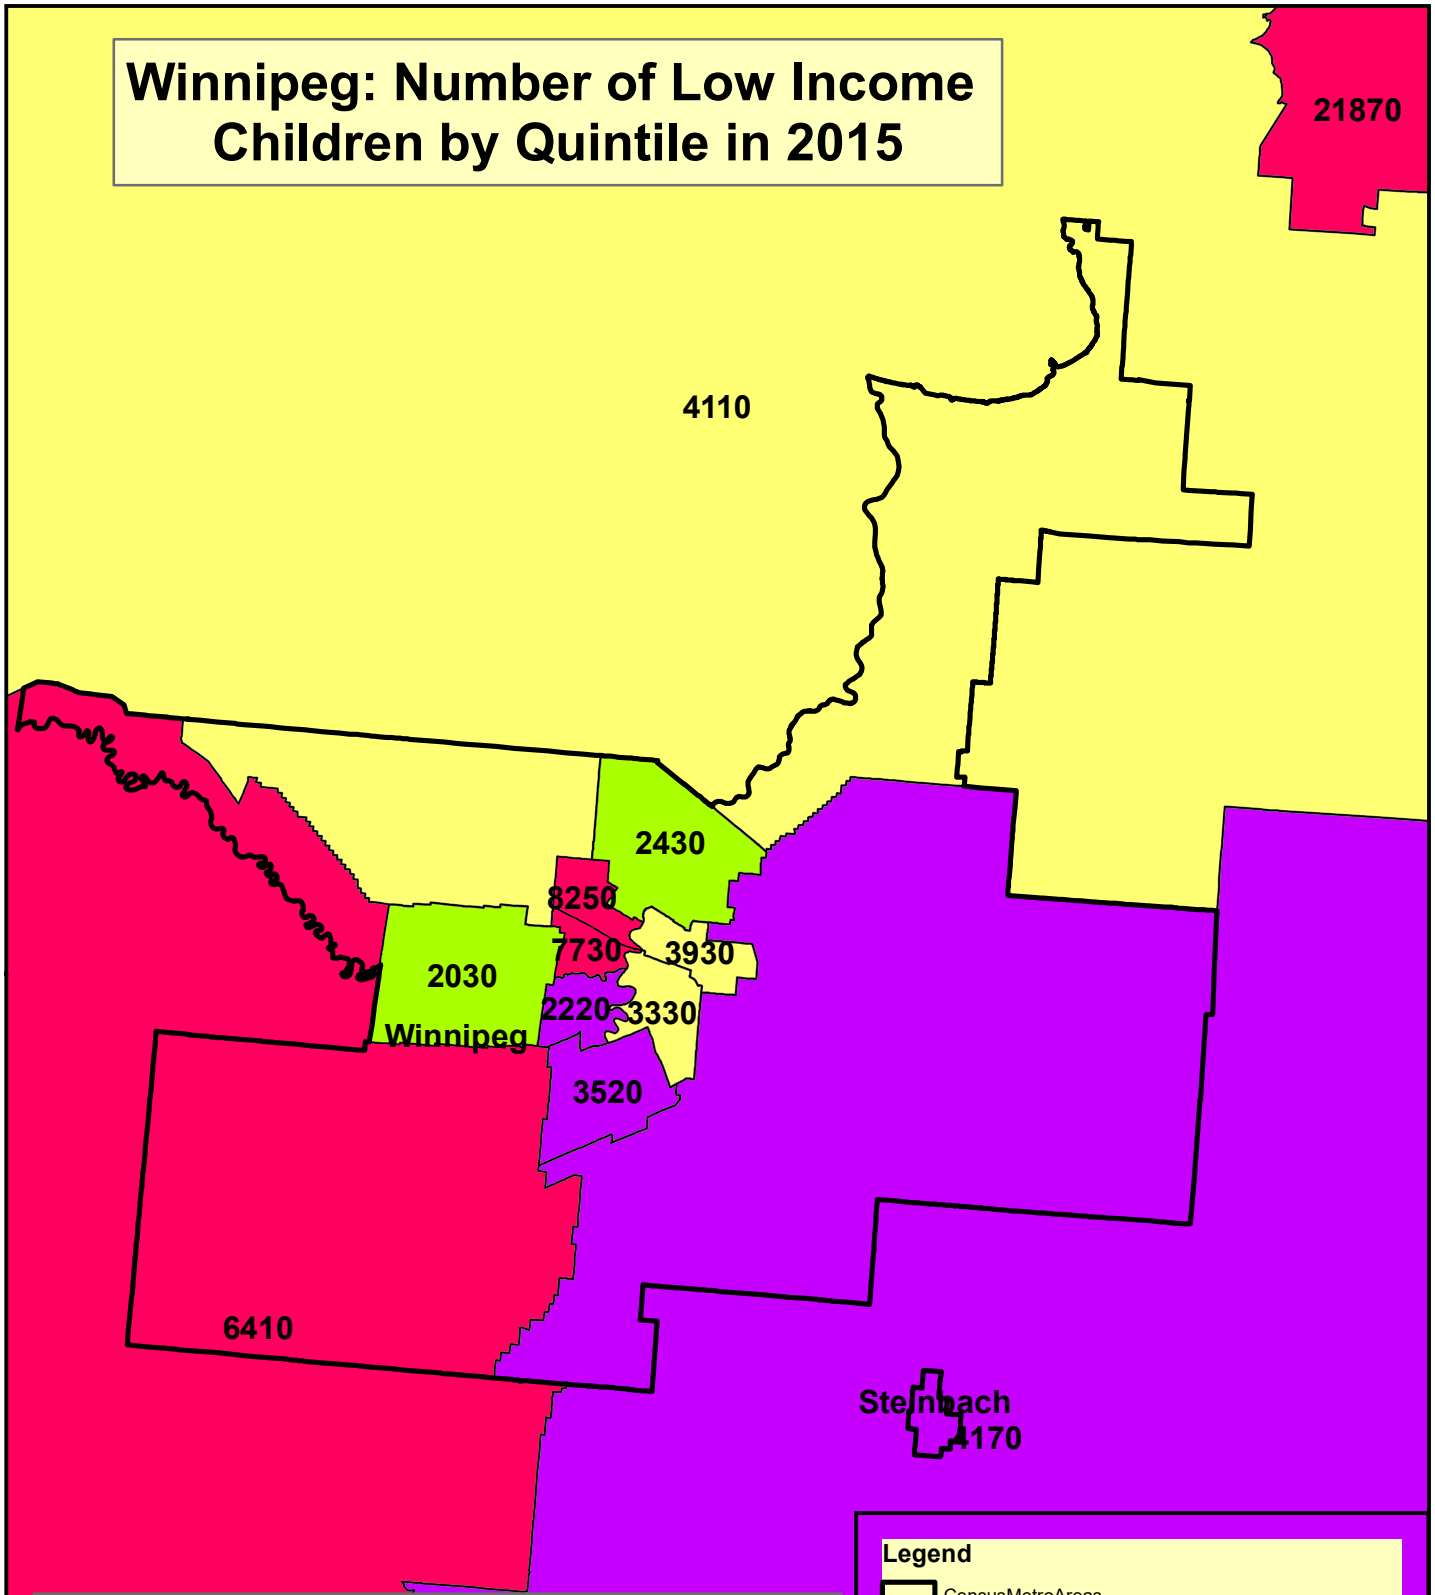 Winnipeg: Number of Low Income
Children by Quintile in 2015
21870
4110
2430
8250
7730
3930
2030
2220
3330
Winnipeg
3520
6410
Steinbach
4170
Legend
CensusMetroAreas